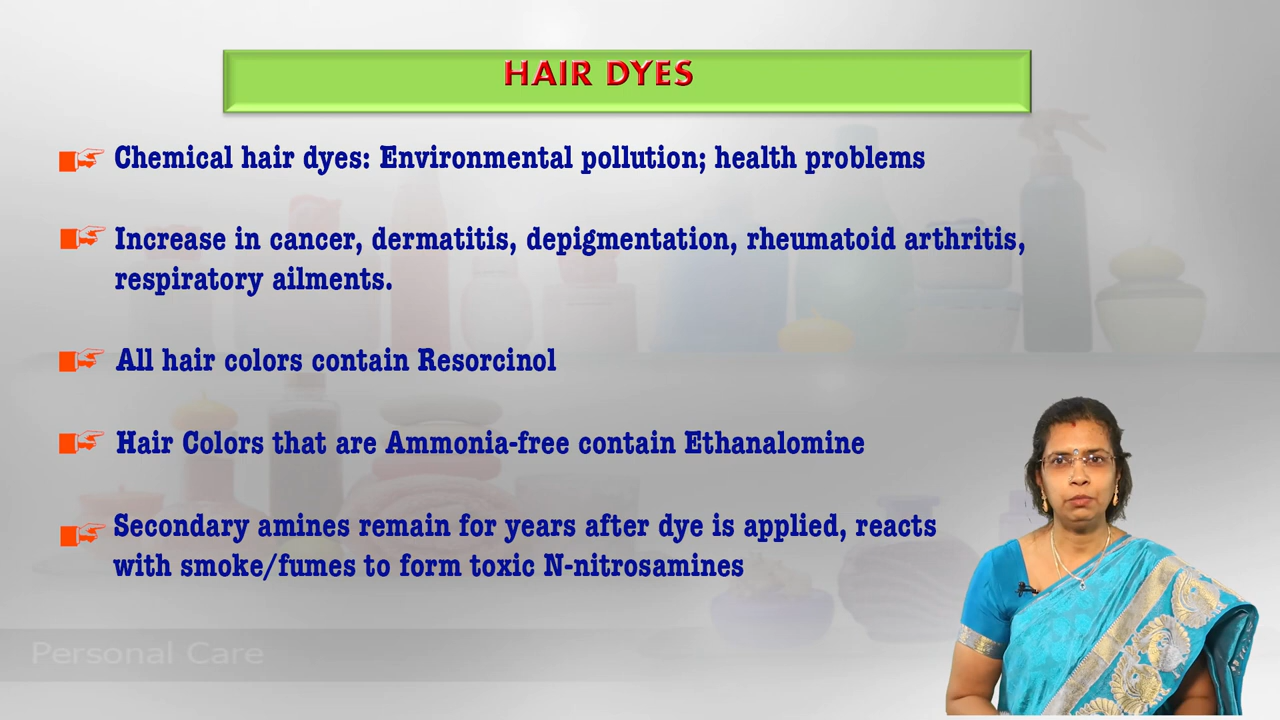 HAIR DYES
Chemical hair dyes: Environmental pollution; health problems
Increase in cancer, dermatitis, depigmentation, rheumatoid arthritis,
respiratory ailments.
All hair colors contain Resorcinol
Hair Colors that are Ammonia-free contain Ethanalomine
Secondary amines remain for years after dye is applied, reacts
with smoke/fumes to form toxic N-nitrosamines
Personal Care